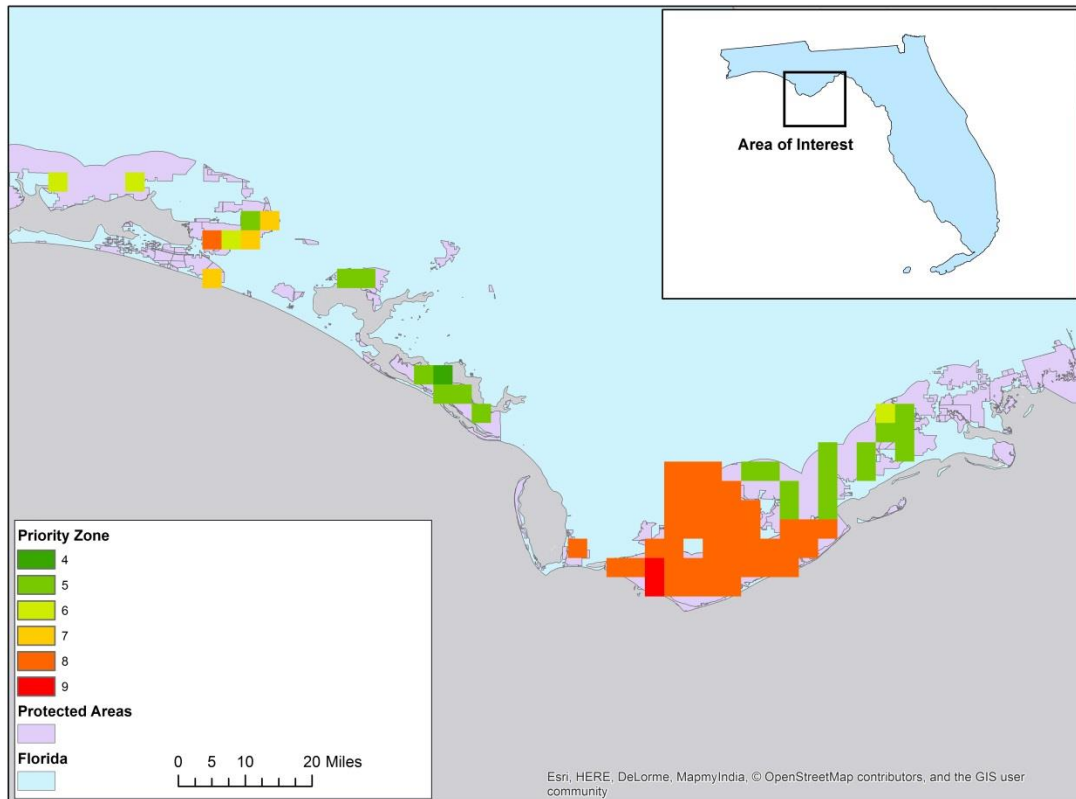 Area of Interest
Priority Zone
4
5
6
7
8
9
Protected Areas
Florida
0 5 10 20 Miles
Esri, HERE, DeLorme, MapmyIndia, © OpenStreetMap contributors, and the GIS user
community